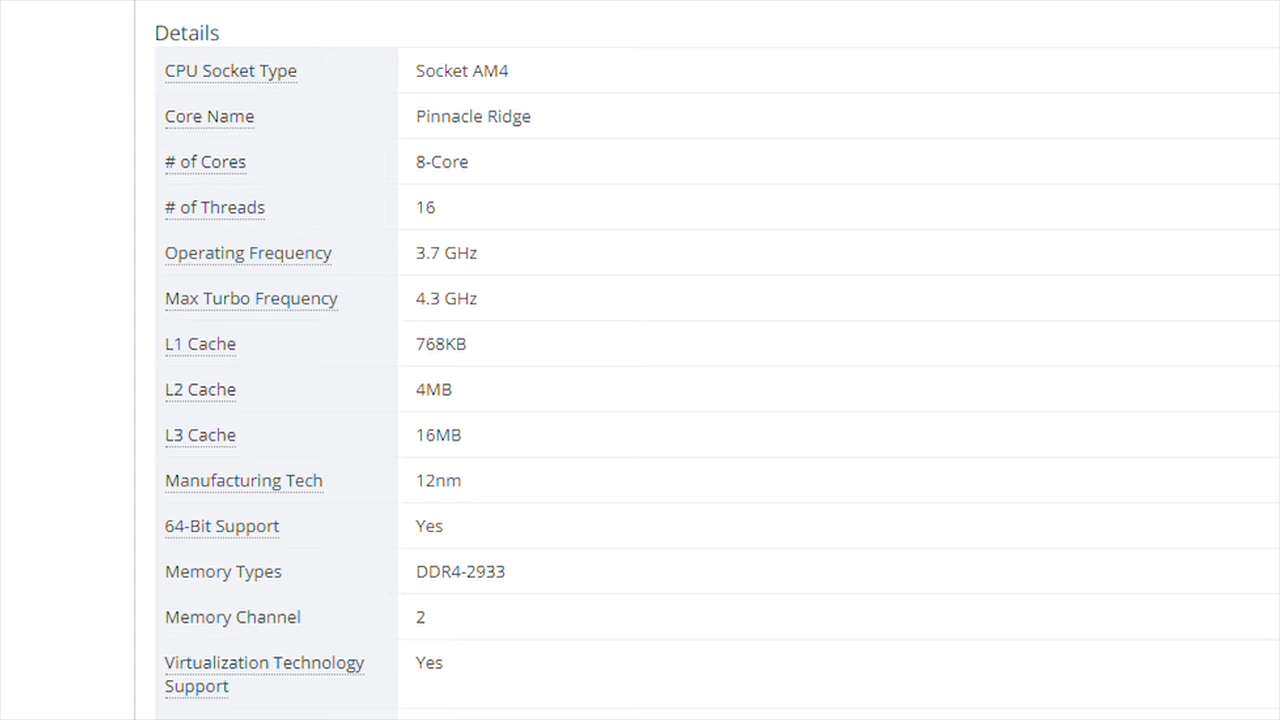 Details
CPU Socket Type Socket AM4
Core Name Pinnacle Ridge
# of Cores 8-Core
# of Threads 16
Operating Frequency 3.7 GHz
Max Turbo Frequency 4.3 GHz
L1 Cache 768KB
L2 Cache 4MB
L3 Cache 16MB
Manufacturing Tech 12nm
64-Bit Support Yes
Memory Types DDR4-2933
Memory Channel 2
Virtualization Technology Yes
Support